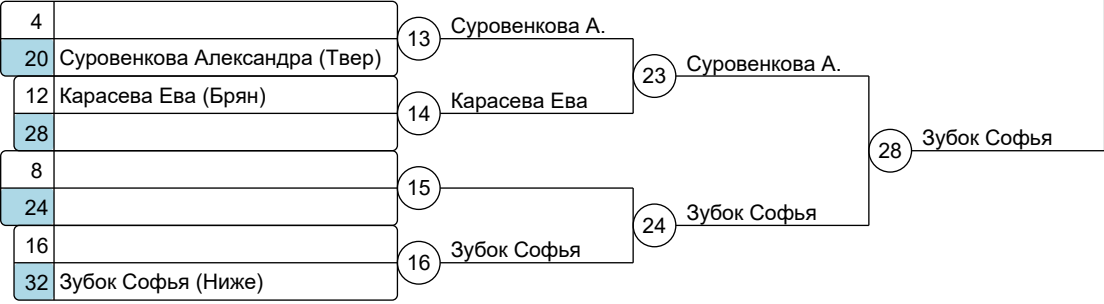 4
20 Суровенкова Александра (Твер)
12 Карасева Ева (Брян)
28
8
24
16
32 Зубок Софья (Ниже)
13 Суровенкова А.
14 Карасева Ева
15
16 Зубок Софья
23 Суровенкова А.
24 Зубок Софья
28 Зубок Софья